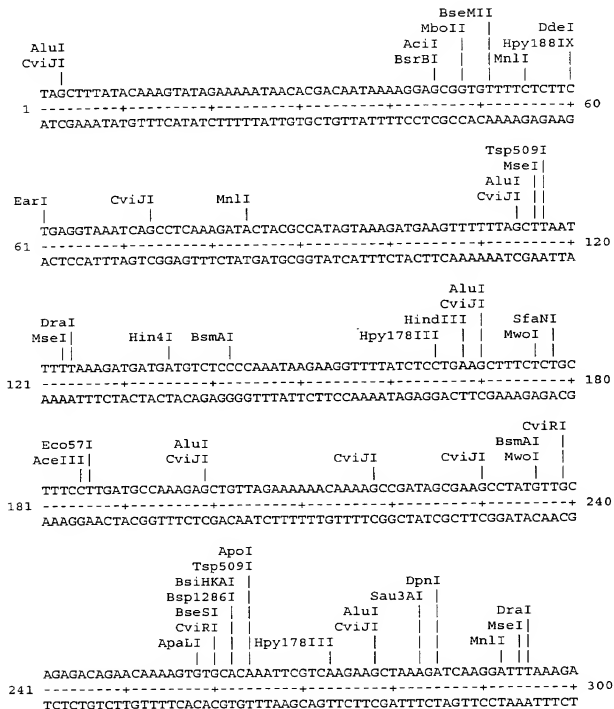 BseMII
MboII | DdeI
AluI AciI | | Hpy188IX |
CviJI | BsrBI | | | MnlI | |
TAGCTTTATACAAAGTATAGAAAAATAACACGACAATAAAAGGAGCGGTGTTTTCTCTTC
1 ---------+---------+---------+---------+---------+--------- 60
ATCGAAATATGTTTCATATCTTTTTATTGTGCTGTTATTTTCCTCGCCACAAAAGAGAAG
Tsp509I
MseI |
AluI | |
EarI CviJI MnlI CviJI | | |
TGAGGTAAATCAGCCTCAAAGATACTACGCCATAGTAAAGATGAAGTTTTTTAGCTTAAT
61 ---------+---------+---------+---------+---------+--------- 120
ACTCCATTTAGTCGGAGTTTCTATGATGCGGTATCATTTCTACTTCAAAAAATCGAATTA
AluI
CviJI
DraI HindIII | SfaNI
MseI | Hin4I BsmAI Hpy178III | | | MwoI |
TTTTAAAGATGATGATGTCTCCCCAAATAAGAAGGTTTTATCTCCTGAAGCTTTCTCTGC
121 ---------+---------+---------+---------+---------+--------- 180
AAAATTTCTACTACTACAGAGGGGTTTATTCTTCCAAAATAGAGGACTTCGAAAGAGACG
CviRI
Eco57I AluI BsmAI |
AceIII | CviJI CviJI CviJI MwoI |
TTTCCTTGATGCCAAAGAGCTGTTAGAAAAAACAAAAGCCGATAGCGAAGCCTATGTTGC
181 ---------+---------+---------+---------+---------+--------- 240
AAAGGAACTACGGTTTCTCGACAATCTTTTTTGTTTTCGGCTATCGCTTCGGATACAACG
ApoI
Tsp509I
BsiHKAI |
Bsp1286I | | DpnI
BseSI | | AluI Sau3AI | DraI
CviRI | | CviJI | | MseI |
ApaLI | | | Hpy178III | | | MnlI | |
AGAGACAGAACAAAAGTGTGCACAAATTCGTCAAGAAGCTAAAGATCAAGGATTTAAAGA
241 ---------+---------+---------+---------+---------+--------- 300
TCTCTGTCTTGTTTTCACACGTGTTTAAGCAGTTCTTCGATTTCTAGTTCCTAAATTTCT